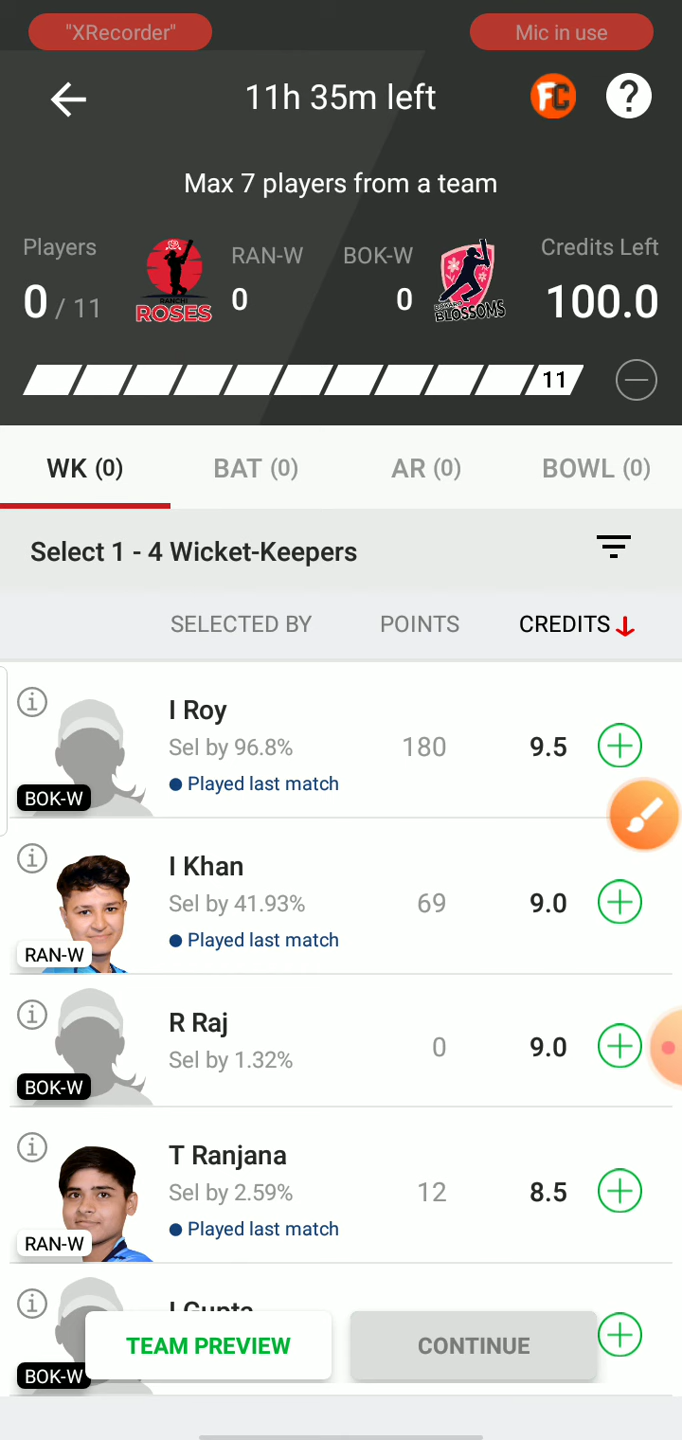 "XRecorder"
Mic in use
11h 35m left
FC
?
Max 7 players from a team
Players
RAN-W
BOK-W
Credits Left
0 / 11
RANCHI
ROSES
0
0
BLOSSOMS
100.0
11
WK (0)
BAT (0)
AR (0)
BOWL (0)
Select 1 - 4 Wicket-Keepers
SELECTED BY
POINTS
CREDITS
I Roy
Sel by 96.8%
180
9.5
Played last match
BOK-W
I Khan
Sel by 41.93%
69
9.0
Played last match
RAN-W
R Raj
Sel by 1.32%
0
9.0
BOK-W
T Ranjana
Sel by 2.59%
12
8.5
Played last match
RAN-W
I Gupta
TEAM PREVIEW
CONTINUE
BOK-W